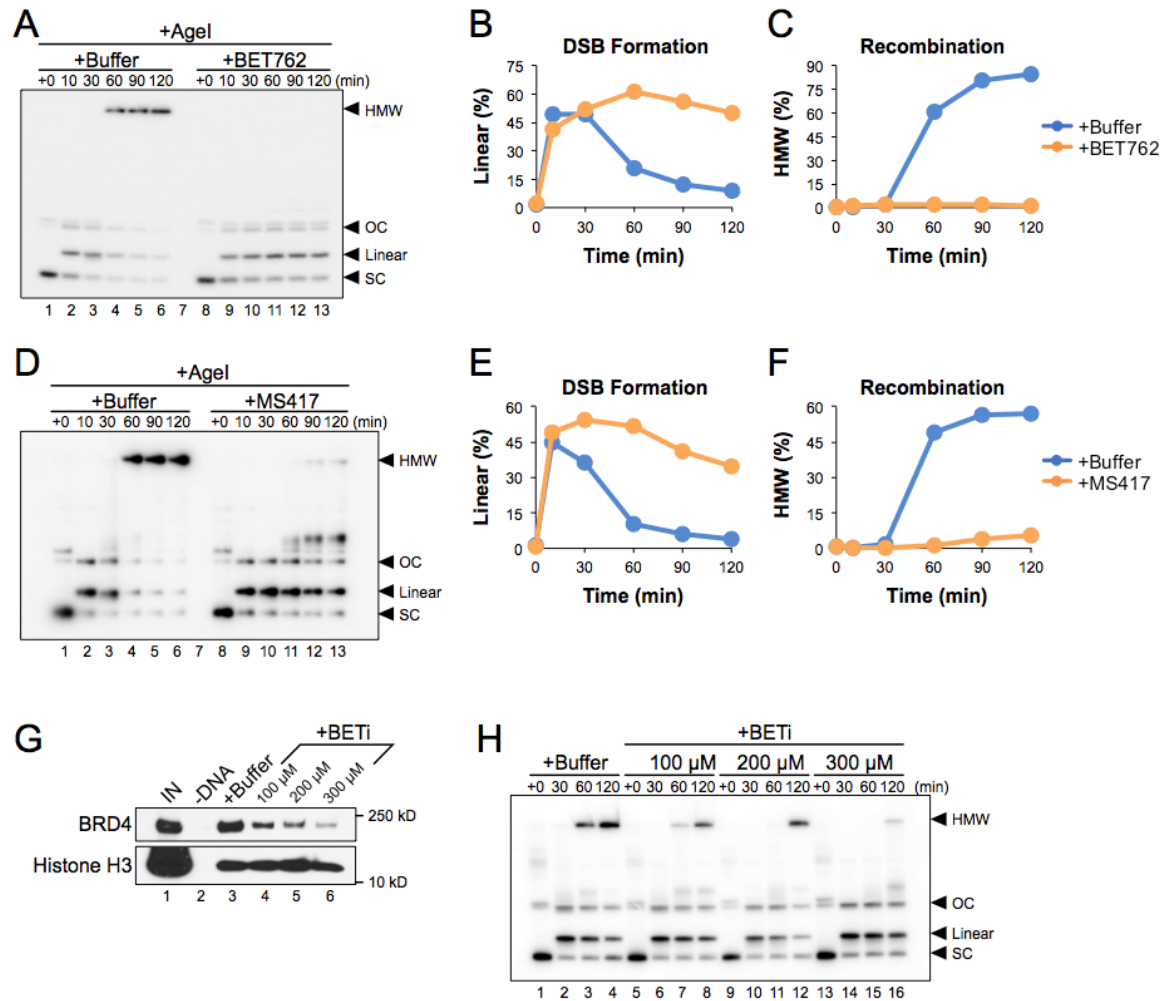 A
+AgeI
+Buffer +BET762
+0 10 30 60 90 120 +0 10 30 60 90 120 (min)
HMW
OC
Linear
SC
1 2 3 4 5 6 7 8 9 10 11 12 13
B
DSB Formation
Linear (%)
75
60
45
30
15
0
0 30 60 90 120
Time (min)
C
Recombination
HMW (%)
90
75
60
45
30
15
0
0 30 60 90 120
Time (min)
+Buffer
+BET762
D
+AgeI
+Buffer +MS417
+0 10 30 60 90 120 +0 10 30 60 90 120 (min)
HMW
OC
Linear
SC
1 2 3 4 5 6 7 8 9 10 11 12 13
E
DSB Formation
Linear (%)
60
45
30
15
0
0 30 60 90 120
Time (min)
F
Recombination
HMW (%)
60
45
30
15
0
0 30 60 90 120
Time (min)
+Buffer
+MS417
G
+BETi
IN -DNA +Buffer 100 µM 200 µM 300 µM
BRD4
250 kD
Histone H3
10 kD
1 2 3 4 5 6
H
+BETi
+Buffer 100 µM 200 µM 300 µM
+0 30 60 120 +0 30 60 120 +0 30 60 120 +0 30 60 120 (min)
HMW
OC
Linear
SC
1 2 3 4 5 6 7 8 9 10 11 12 13 14 15 16